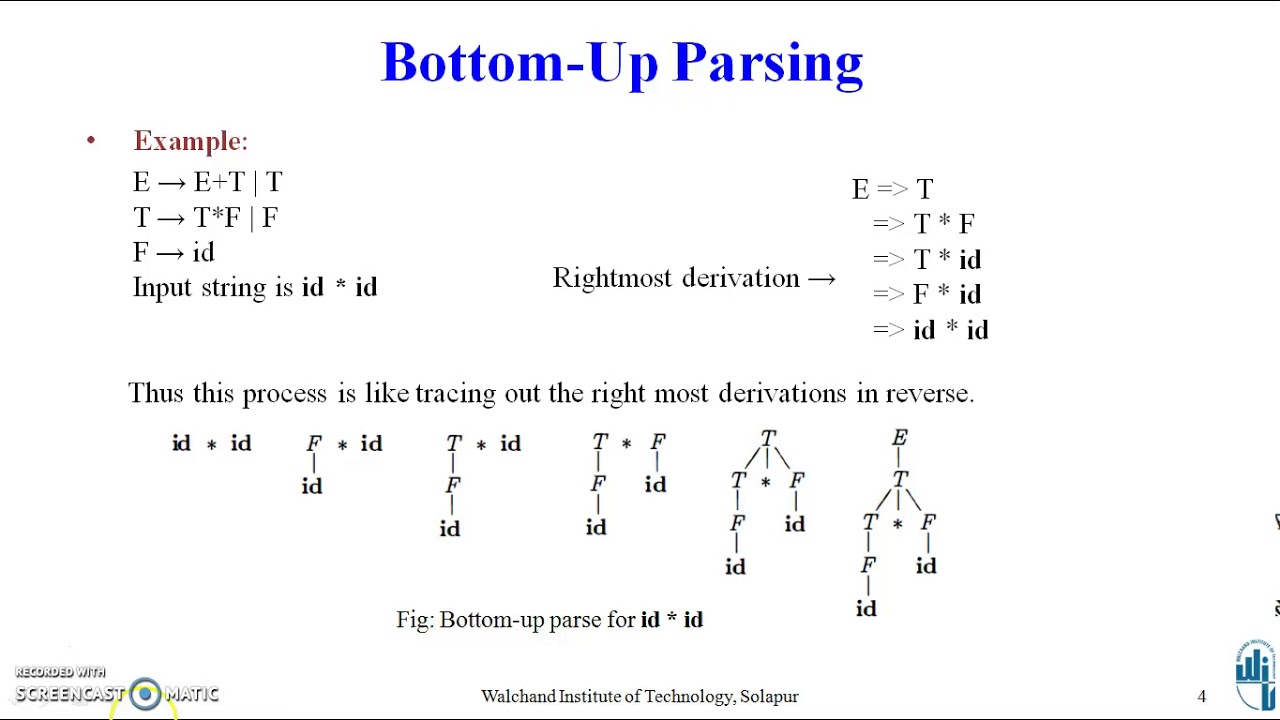 Bottom-Up Parsing
• Example:
E → E+T | T
T → T*F | F
F → id
Input string is id * id
Rightmost derivation →
E => T
=> T * F
=> T * id
=> F * id
=> id * id
Thus this process is like tracing out the right most derivations in reverse.
id * id
F * id
id
T * id
F
id
T * F
F id
id
T
T * F
F id
id
E
T
T * F
F id
id
Fig: Bottom-up parse for id * id
RECORDED WITH
SCREENCAST MATIC
Walchand Institute of Technology, Solapur
4